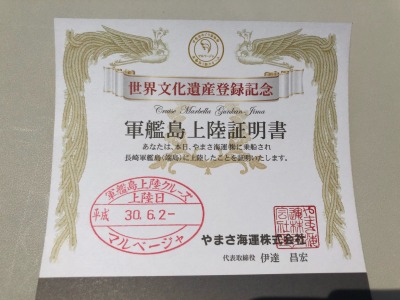 世界文化遺産登録記念
Cruise Marbella Gunkan-Jima
軍艦島上陸証明書
あなたは、本日、やまさ海運㈱に乗船され
長崎軍艦島(端島)に上陸したことを証明いたします。
軍艦島上陸クルーズ
上陸日
平成 30.6.2-
マルベージャ
やまさ海運株式会社
代表取締役 伊達 昌宏